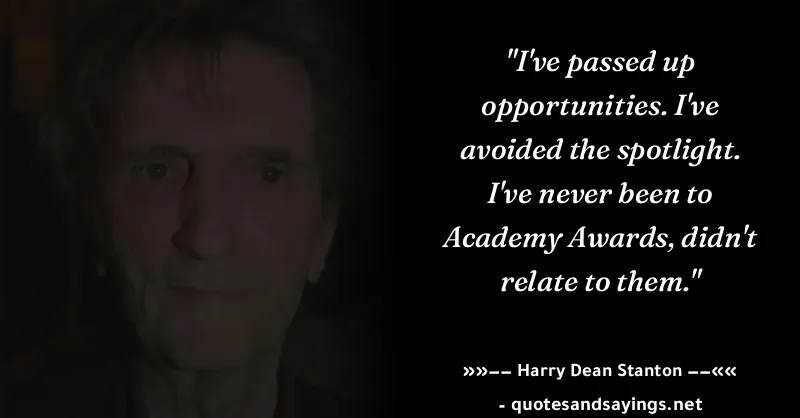 "I've passed up
opportunities. I've
avoided the spotlight.
I've never been to
Academy Awards, didn't
relate to them."
»»–– Harry Dean Stanton ––««
- quotesandsayings.net